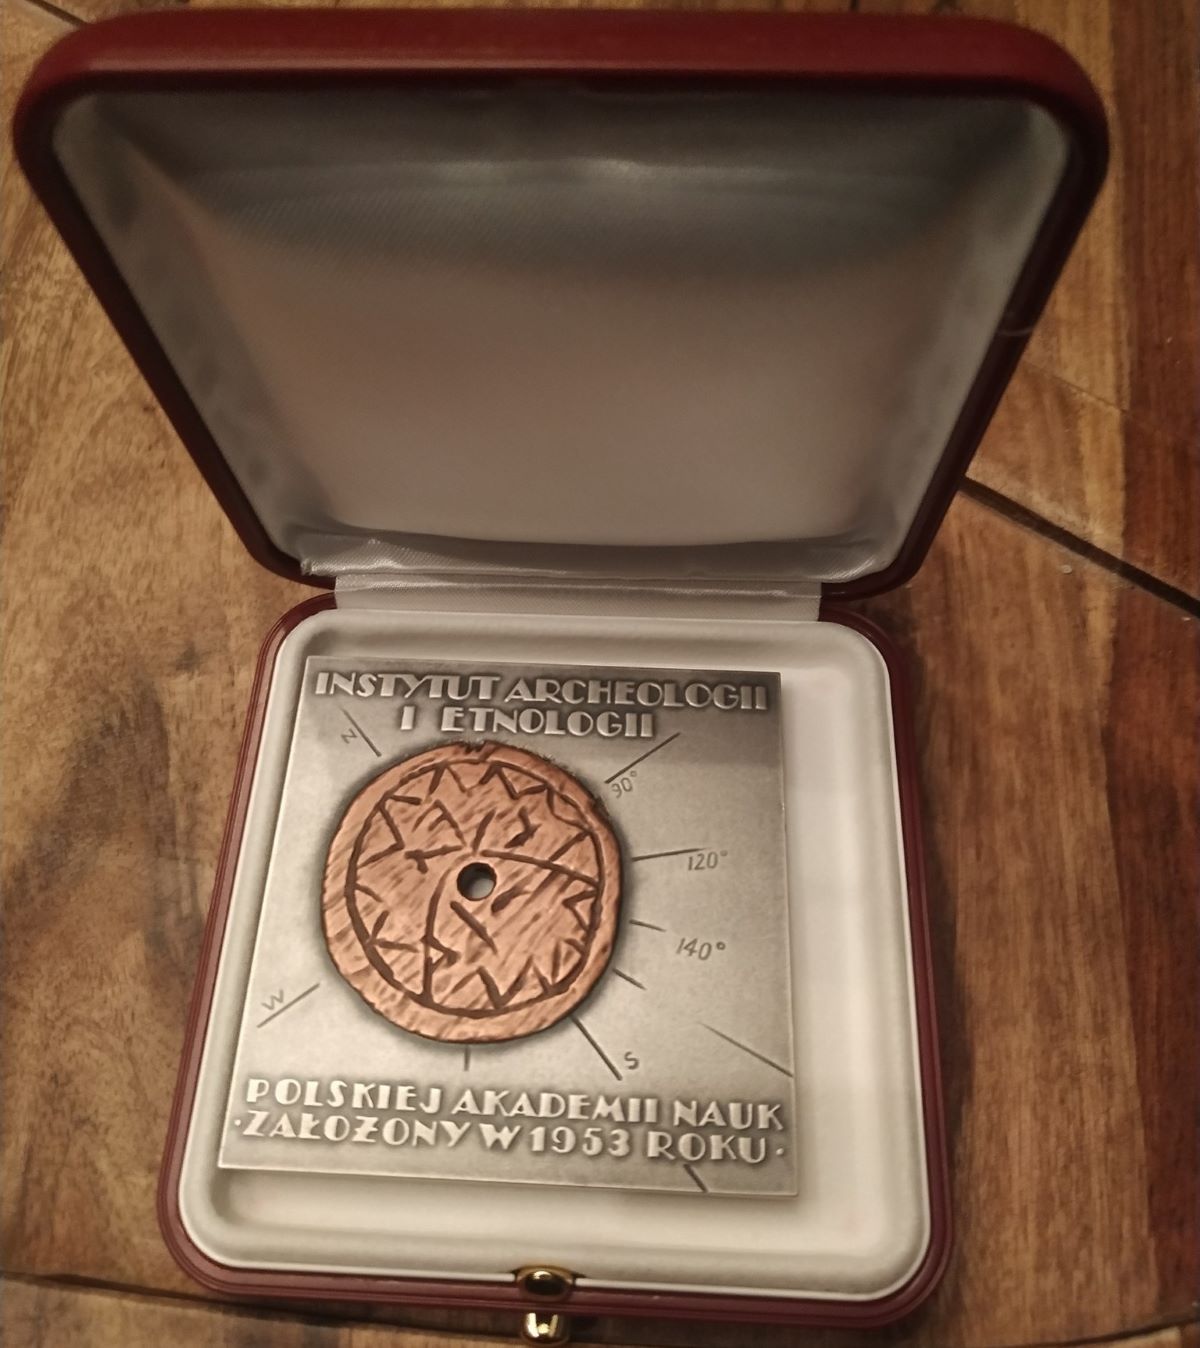 INSTYTUT ARCHEOLOGII
I ETNOLOGII
N
90°
120°
140°
W
S
POLSKIEJ AKADEMII NAUK
·ZAŁOŻONY W 1953 ROKU·